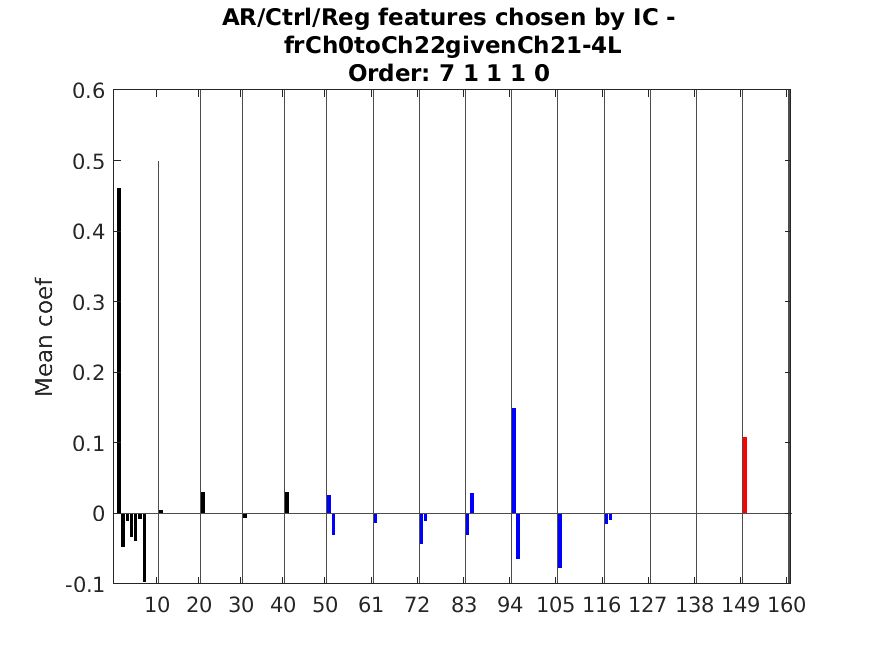 AR/Ctrl/Reg features chosen by IC -
frCh0toCh22givenCh21-4L
Order: 7 1 1 1 0
0.6
0.5
0.4
0.3
0.2
0.1
0
-0.1
Mean coef
10 20 30 40 50 61 72 83 94 105 116 127 138 149 160